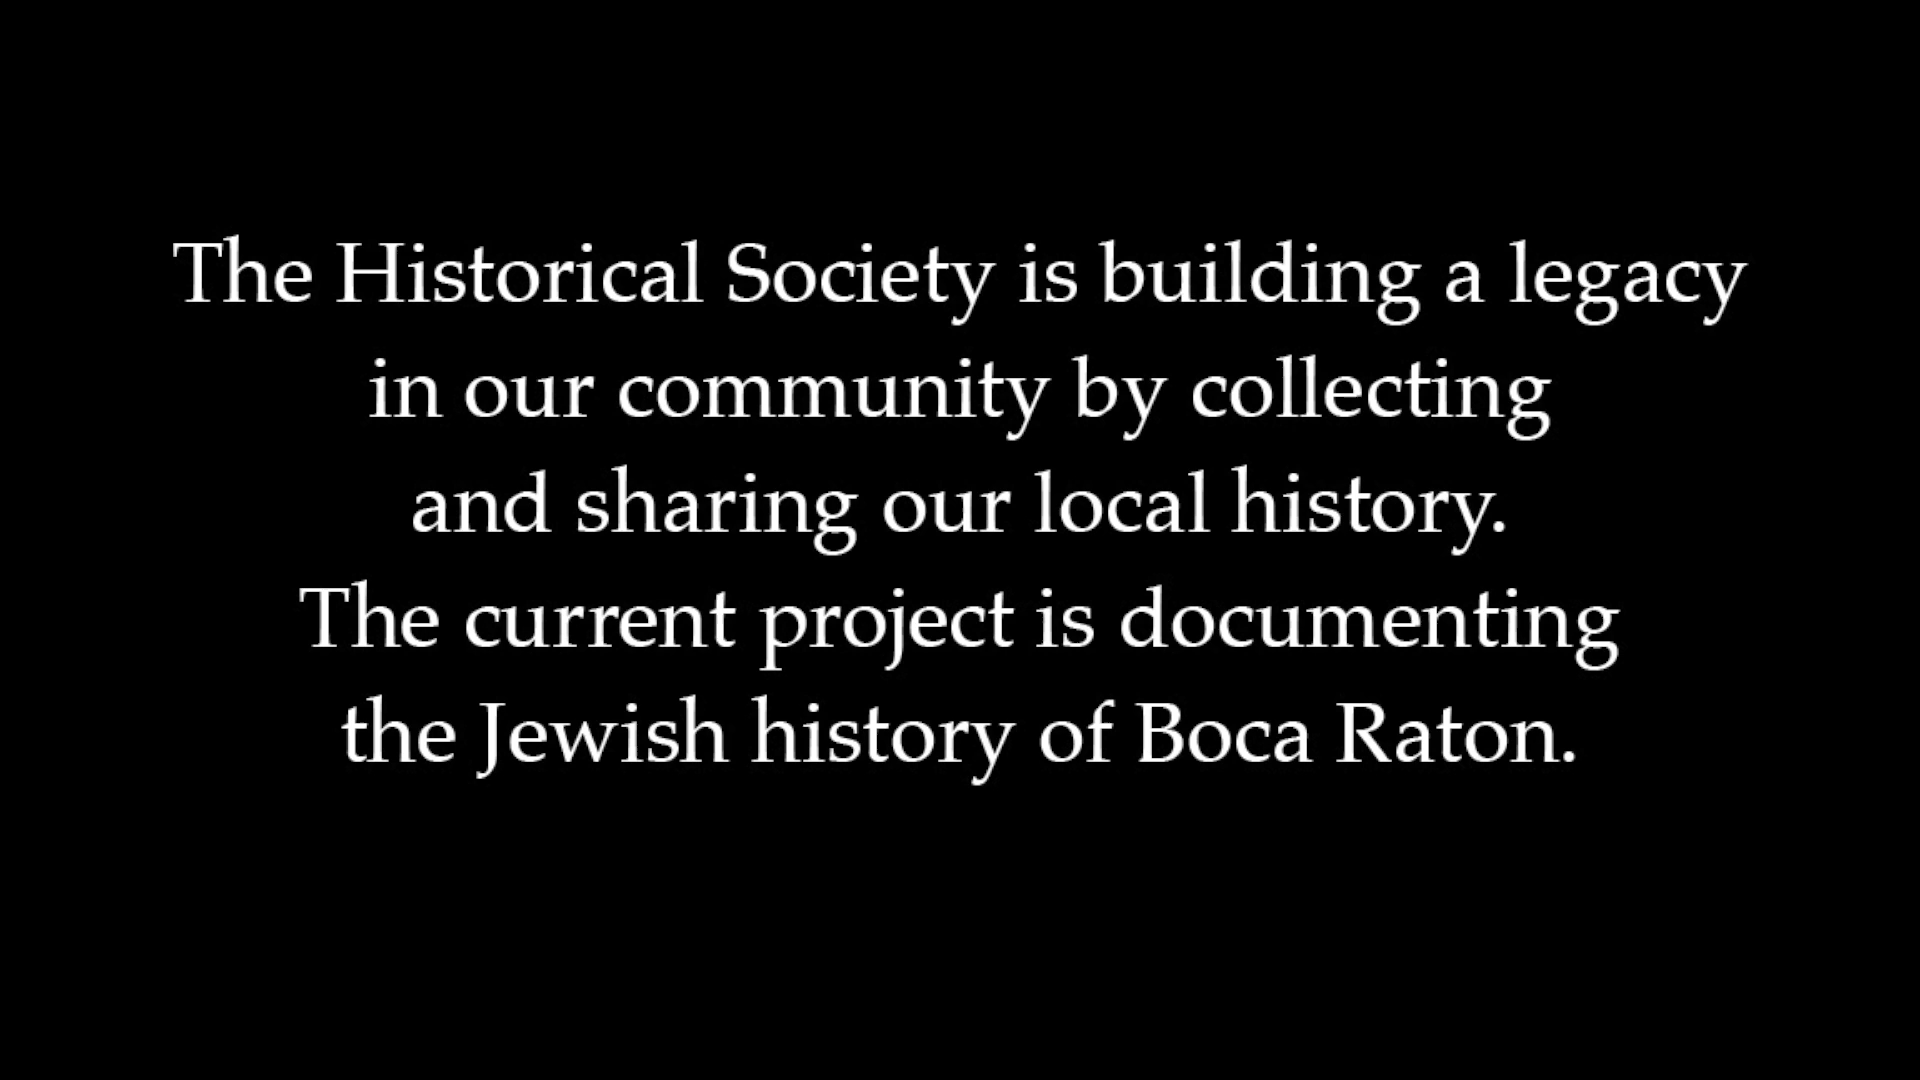 The Historical Society is building a legacy
in our community by collecting
and sharing our local history.
The current project is documenting
the Jewish history of Boca Raton.